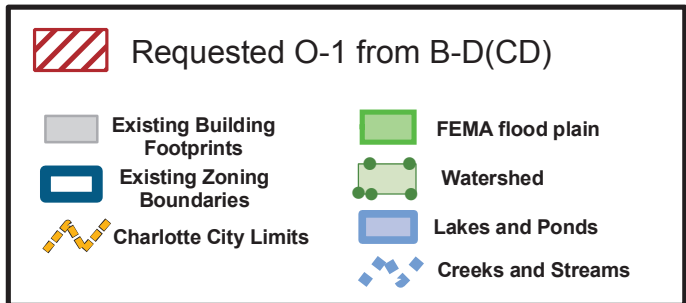 Requested O-1 from B-D(CD)
Existing Building
Footprints
Existing Zoning
Boundaries
Charlotte City Limits
FEMA flood plain
Watershed
Lakes and Ponds
Creeks and Streams